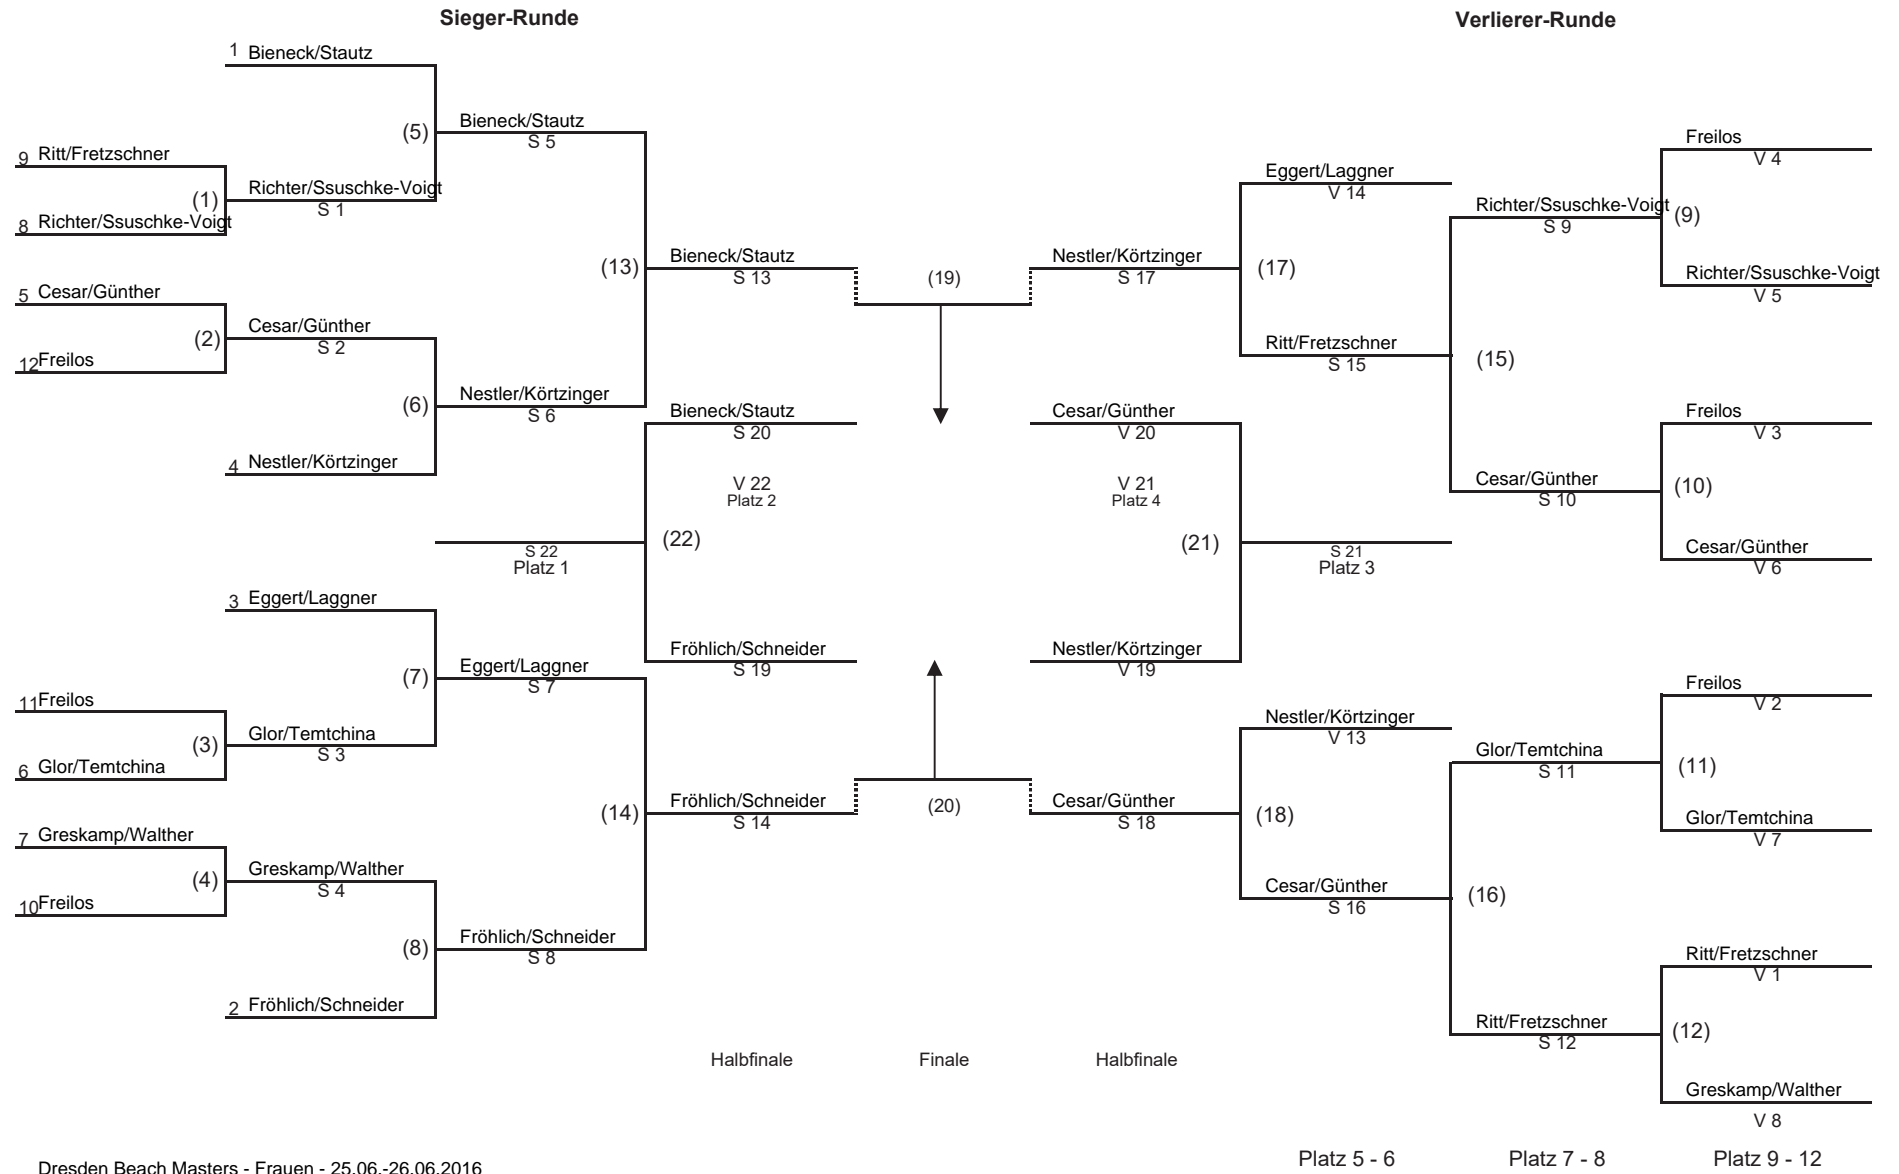 Sieger-Runde
Verlierer-Runde
1 Bieneck/Stautz
(5)
Bieneck/Stautz
S 5
9 Ritt/Fretzschner
(1)
Richter/Ssuschke-Voigt
S 1
8 Richter/Ssuschke-Voigt
(13)
Bieneck/Stautz
S 13
5 Cesar/Günther
(2)
Cesar/Günther
S 2
12 Freilos
(6)
Nestler/Körtzinger
S 6
4 Nestler/Körtzinger
Bieneck/Stautz
S 20
V 22
Platz 2
(22)
S 22
Platz 1
3 Eggert/Laggner
(7)
Eggert/Laggner
S 7
Fröhlich/Schneider
S 19
11 Freilos
(3)
Glor/Temtchina
S 3
6 Glor/Temtchina
(14)
Fröhlich/Schneider
S 14
7 Greskamp/Walther
(4)
Greskamp/Walther
S 4
10 Freilos
(8)
Fröhlich/Schneider
S 8
2 Fröhlich/Schneider
(19)
(20)
Nestler/Körtzinger
S 17
Eggert/Laggner
V 14
(17)
Ritt/Fretzschner
S 15
Richter/Ssuschke-Voigt
S 9
Freilos
V 4
(9)
Richter/Ssuschke-Voigt
V 5
(15)
Cesar/Günther
V 20
V 21
Platz 4
(21)
S 21
Platz 3
Cesar/Günther
S 10
Freilos
V 3
(10)
Cesar/Günther
V 6
Nestler/Körtzinger
V 19
Nestler/Körtzinger
V 13
Cesar/Günther
S 18
(18)
Cesar/Günther
S 16
Glor/Temtchina
S 11
Freilos
V 2
(11)
Glor/Temtchina
V 7
(16)
Ritt/Fretzschner
S 12
Ritt/Fretzschner
V 1
(12)
Greskamp/Walther
V 8
Halbfinale
Finale
Halbfinale
Platz 5 - 6
Platz 7 - 8
Platz 9 - 12
Dresden Beach Masters - Frauen - 25.06.-26.06.2016